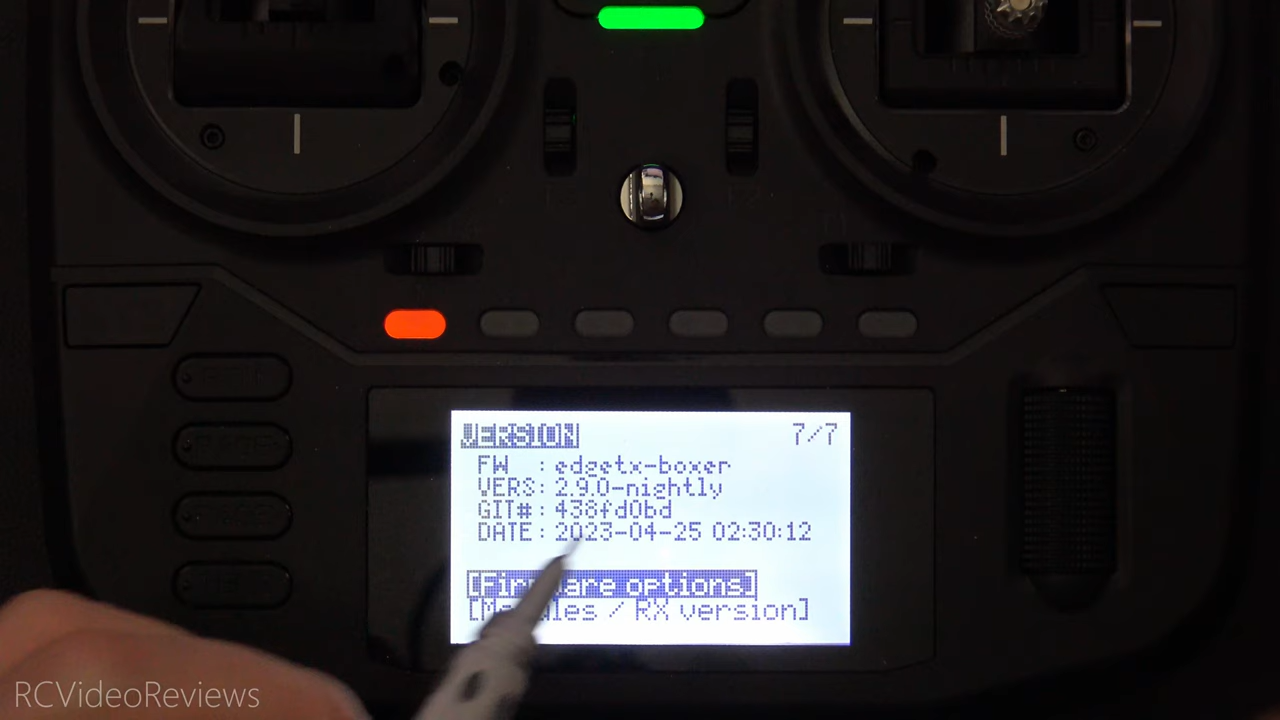 VERSION 7/7
FW : edgetx-boxer
VERS: 2.9.0-nightly
GIT#: 438fd0bd
DATE: 2023-04-25 02:30:12
[Firmware options]
[Modules / RX version]
RCVideoReviews